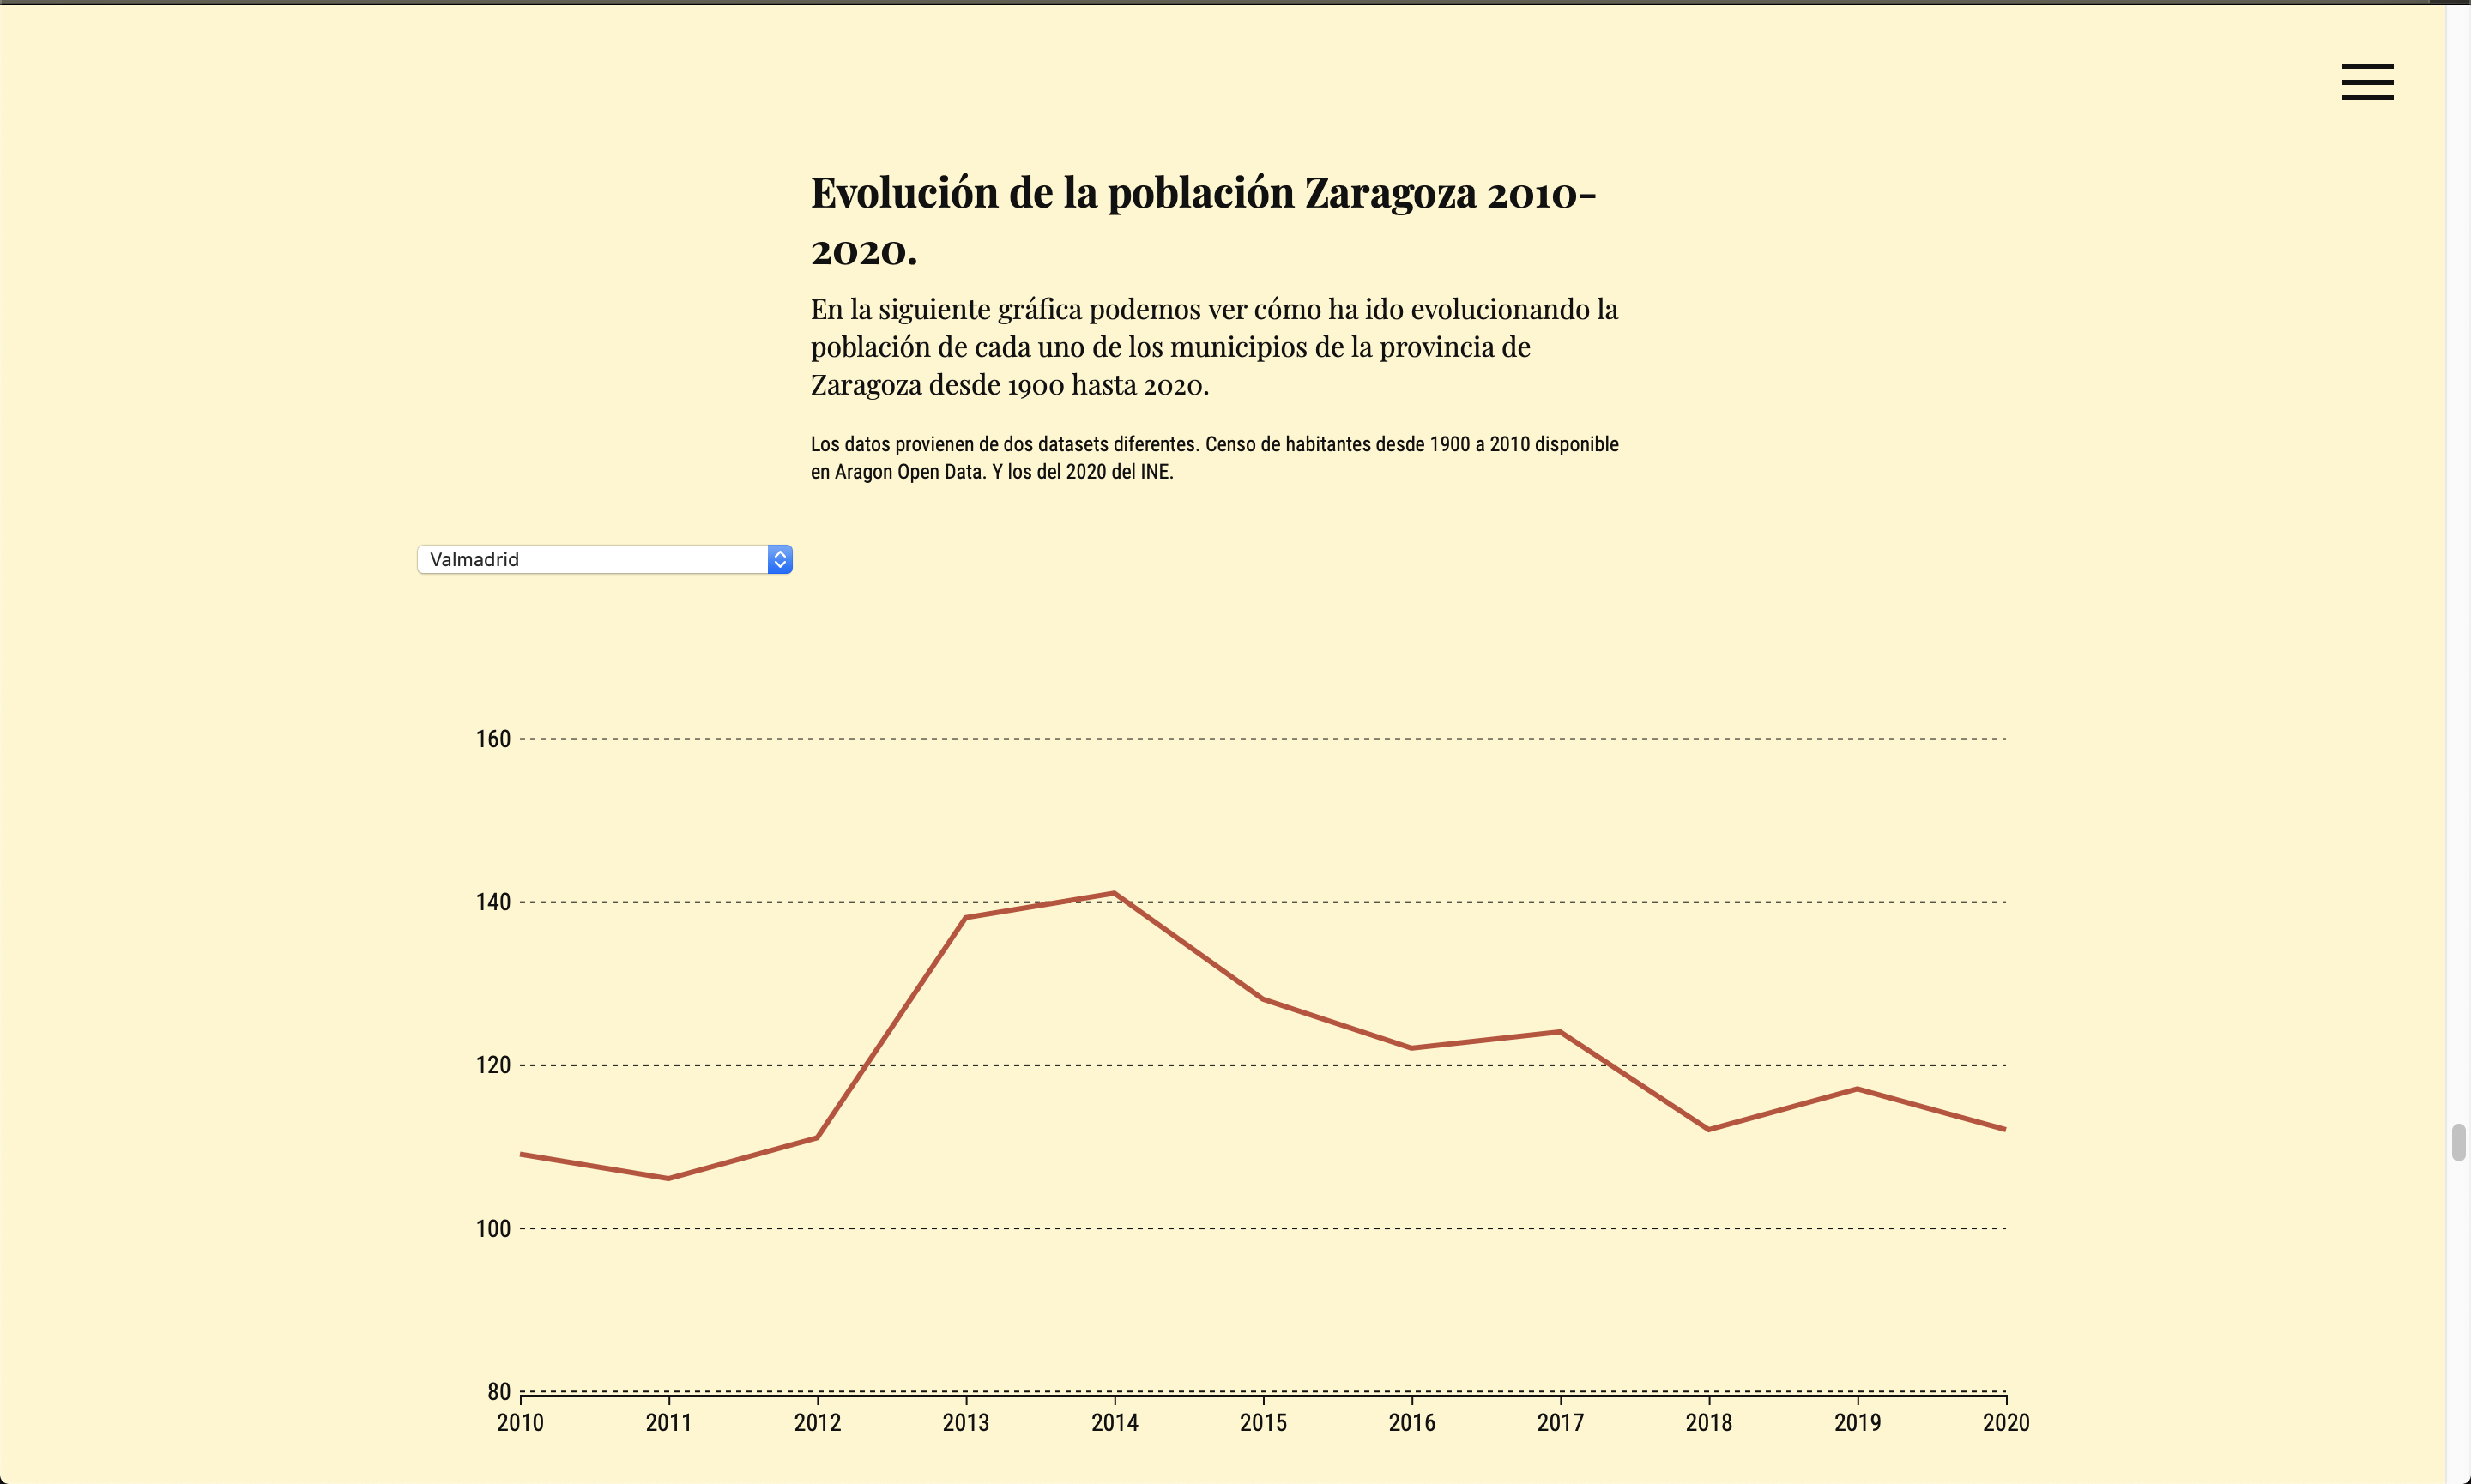 Evolución de la población Zaragoza 2010-
2020.
En la siguiente gráfica podemos ver cómo ha ido evolucionando la
población de cada uno de los municipios de la provincia de
Zaragoza desde 1900 hasta 2020.
Los datos provienen de dos datasets diferentes. Censo de habitantes desde 1900 a 2010 disponible
en Aragon Open Data. Y los del 2020 del INE.
Valmadrid
160
140
120
100
80
2010 2011 2012 2013 2014 2015 2016 2017 2018 2019 2020